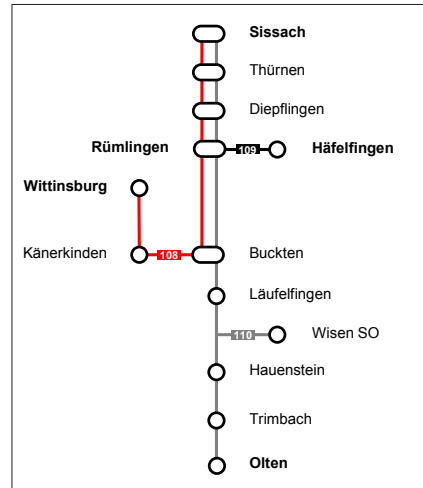 Sissach
Thürnen
Diepflingen
Rümlingen
109
Häfelfingen
Wittinsburg
Känerkinden
108
Buckten
Läufelfingen
110
Wisen SO
Hauenstein
Trimbach
Olten